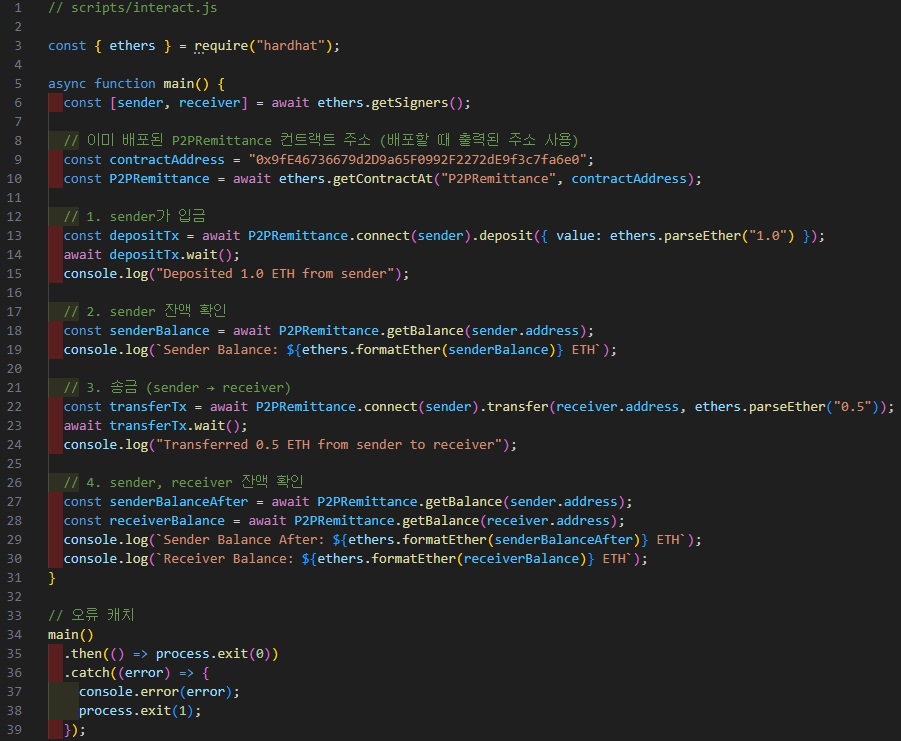 1 // scripts/interact.js
2
3 const { ethers } = require("hardhat");
4
5 async function main() {
6 const [sender, receiver] = await ethers.getSigners();
7
8 // 이미 배포된 P2PRemittance 컨트랙트 주소 (배포할 때 출력된 주소 사용)
9 const contractAddress = "0x9fE46736679d2D9a65F0992F2272dE9f3c7fa6e0";
10 const P2PRemittance = await ethers.getContractAt("P2PRemittance", contractAddress);
11
12 // 1. sender가 입금
13 const depositTx = await P2PRemittance.connect(sender).deposit({ value: ethers.parseEther("1.0") });
14 await depositTx.wait();
15 console.log("Deposited 1.0 ETH from sender");
16
17 // 2. sender 잔액 확인
18 const senderBalance = await P2PRemittance.getBalance(sender.address);
19 console.log(`Sender Balance: ${ethers.formatEther(senderBalance)} ETH`);
20
21 // 3. 송금 (sender → receiver)
22 const transferTx = await P2PRemittance.connect(sender).transfer(receiver.address, ethers.parseEther("0.5"));
23 await transferTx.wait();
24 console.log("Transferred 0.5 ETH from sender to receiver");
25
26 // 4. sender, receiver 잔액 확인
27 const senderBalanceAfter = await P2PRemittance.getBalance(sender.address);
28 const receiverBalance = await P2PRemittance.getBalance(receiver.address);
29 console.log(`Sender Balance After: ${ethers.formatEther(senderBalanceAfter)} ETH`);
30 console.log(`Receiver Balance: ${ethers.formatEther(receiverBalance)} ETH`);
31 }
32
33 // 오류 캐치
34 main()
35 .then(() => process.exit(0))
36 .catch((error) => {
37 console.error(error);
38 process.exit(1);
39 });